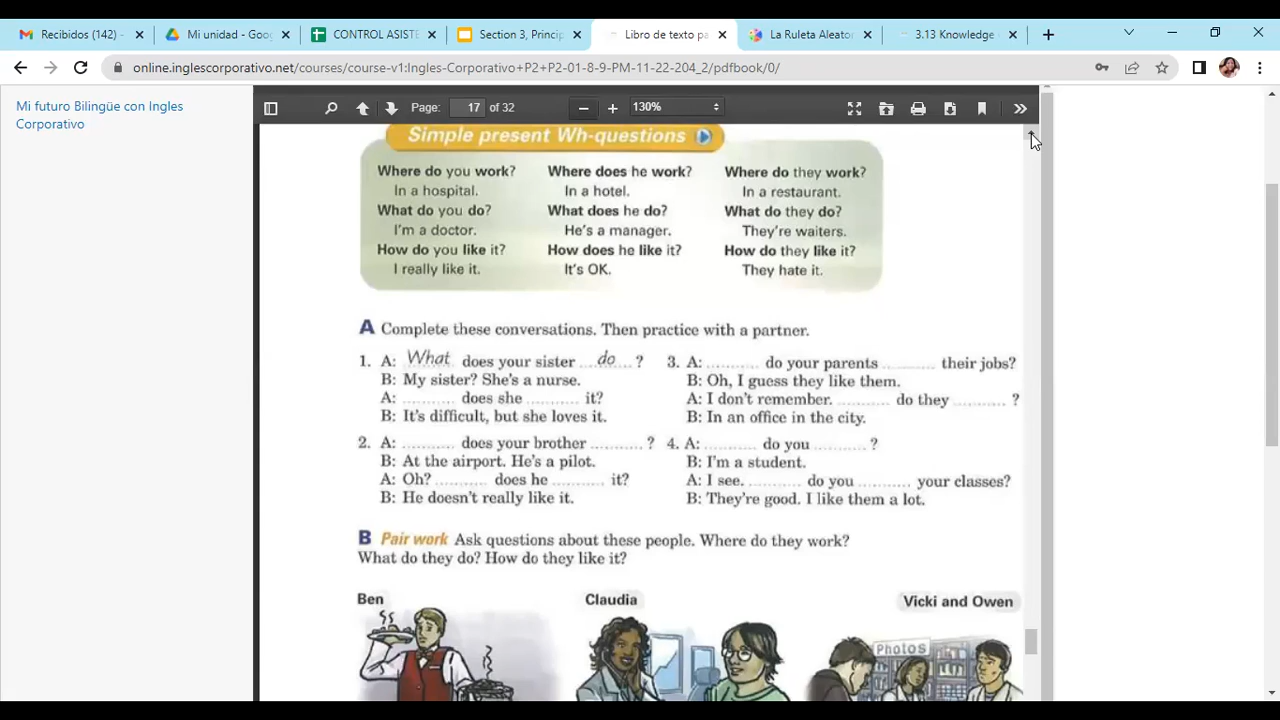 Recibidos (142) -
Mi unidad - Goo
CONTROL ASIST
Section 3, Princip
Libro de texto pa
La Ruleta Aleator
3.13 Knowledge
online.inglescorporativo.net/courses/course-v1:Ingles-Corporativo+P2+P2-01-8-9-PM-11-22-204_2/pdfbook/0/
Mi futuro Bilingüe con Ingles
Corporativo
Page: 17 of 32
130%
Simple present Wh-questions
Where do you work?
In a hospital.
What do you do?
I'm a doctor.
How do you like it?
I really like it.
Where does he work?
In a hotel.
What does he do?
He's a manager.
How does he like it?
It's OK.
Where do they work?
In a restaurant.
What do they do?
They're waiters.
How do they like it?
They hate it.
A Complete these conversations. Then practice with a partner.
1. A: What does your sister do ?
B: My sister? She's a nurse.
A: .......... does she .......... it?
B: It's difficult, but she loves it.
2. A: .......... does your brother .......... ?
B: At the airport. He's a pilot.
A: Oh? .......... does he .......... it?
B: He doesn't really like it.
3. A: .......... do your parents .......... their jobs?
B: Oh, I guess they like them.
A: I don't remember. .......... do they .......... ?
B: In an office in the city.
4. A: .......... do you .......... ?
B: I'm a student.
A: I see. .......... do you .......... your classes?
B: They're good. I like them a lot.
B Pair work Ask questions about these people. Where do they work?
What do they do? How do they like it?
Ben
Claudia
Vicki and Owen
Photos